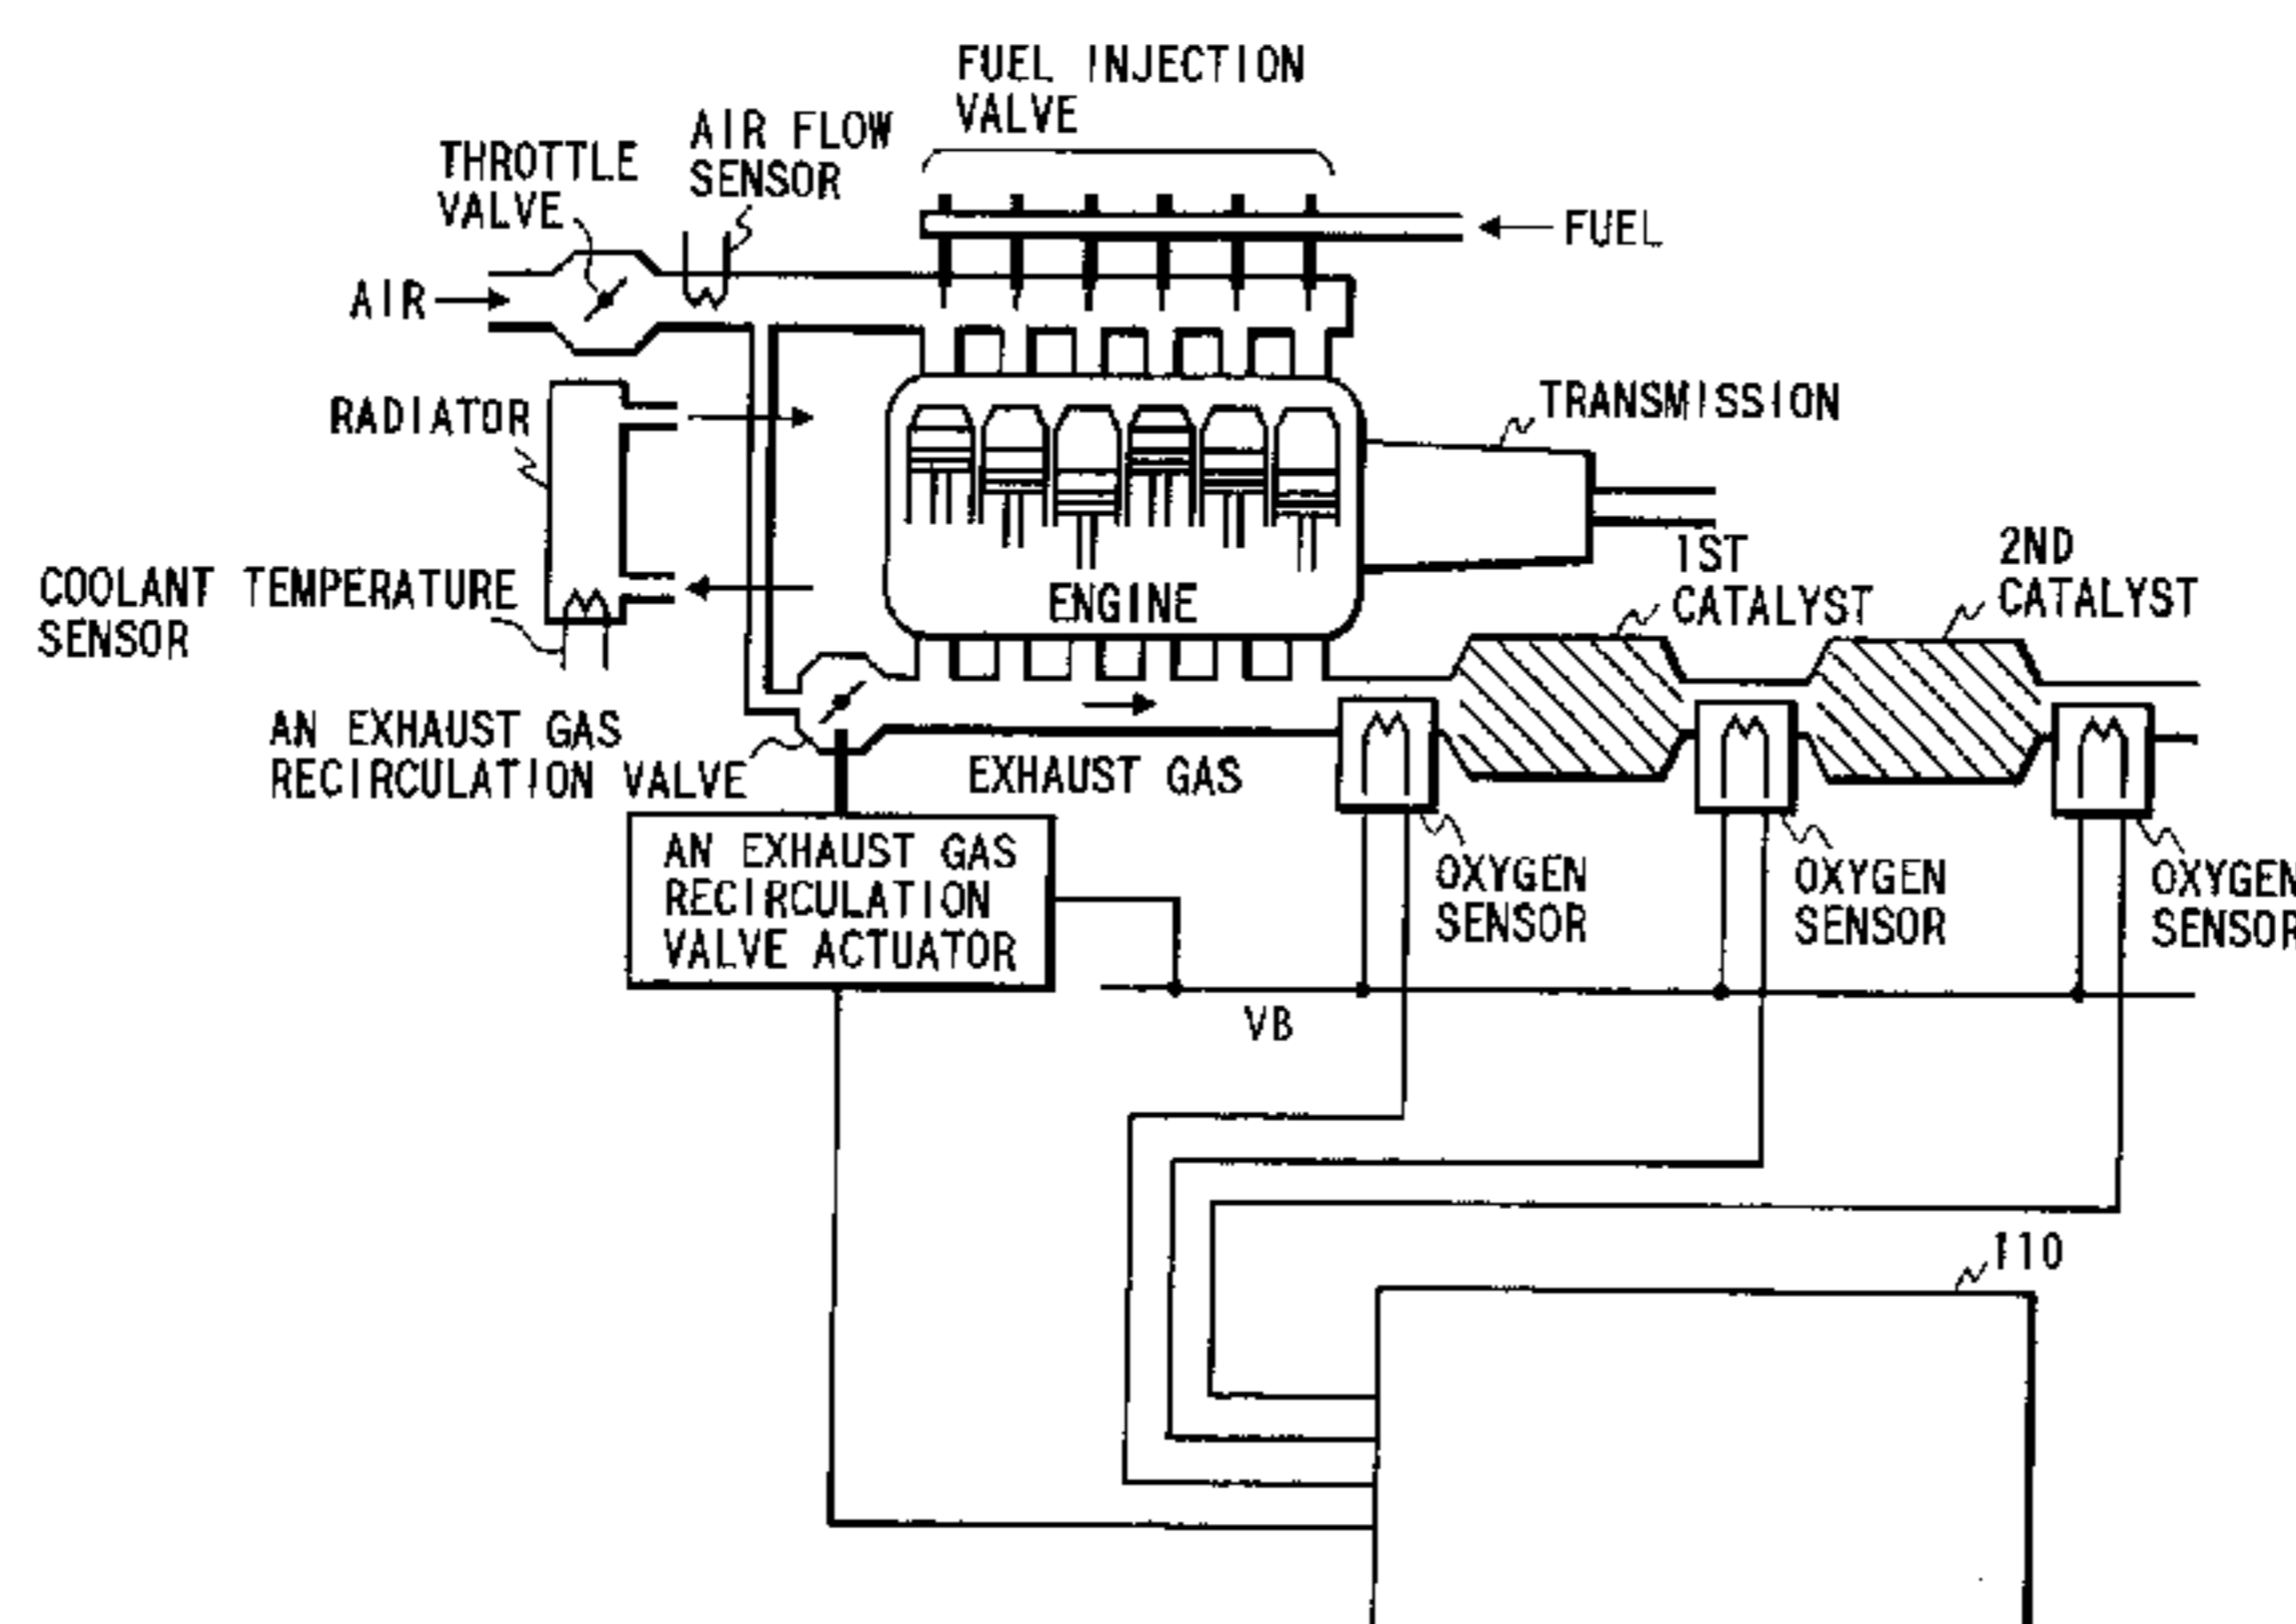 FUEL INJECTION
VALVE
AIR FLOW
SENSOR
THROTTLE
VALVE
FUEL
AIR
RADIATOR
TRANSMISSION
1ST
CATALYST
2ND
CATALYST
COOLANT TEMPERATURE
SENSOR
ENGINE
AN EXHAUST GAS
RECIRCULATION VALVE
EXHAUST GAS
AN EXHAUST GAS
RECIRCULATION
VALVE ACTUATOR
OXYGEN
SENSOR
OXYGEN
SENSOR
OXYGEN
SENSOR
VB
110